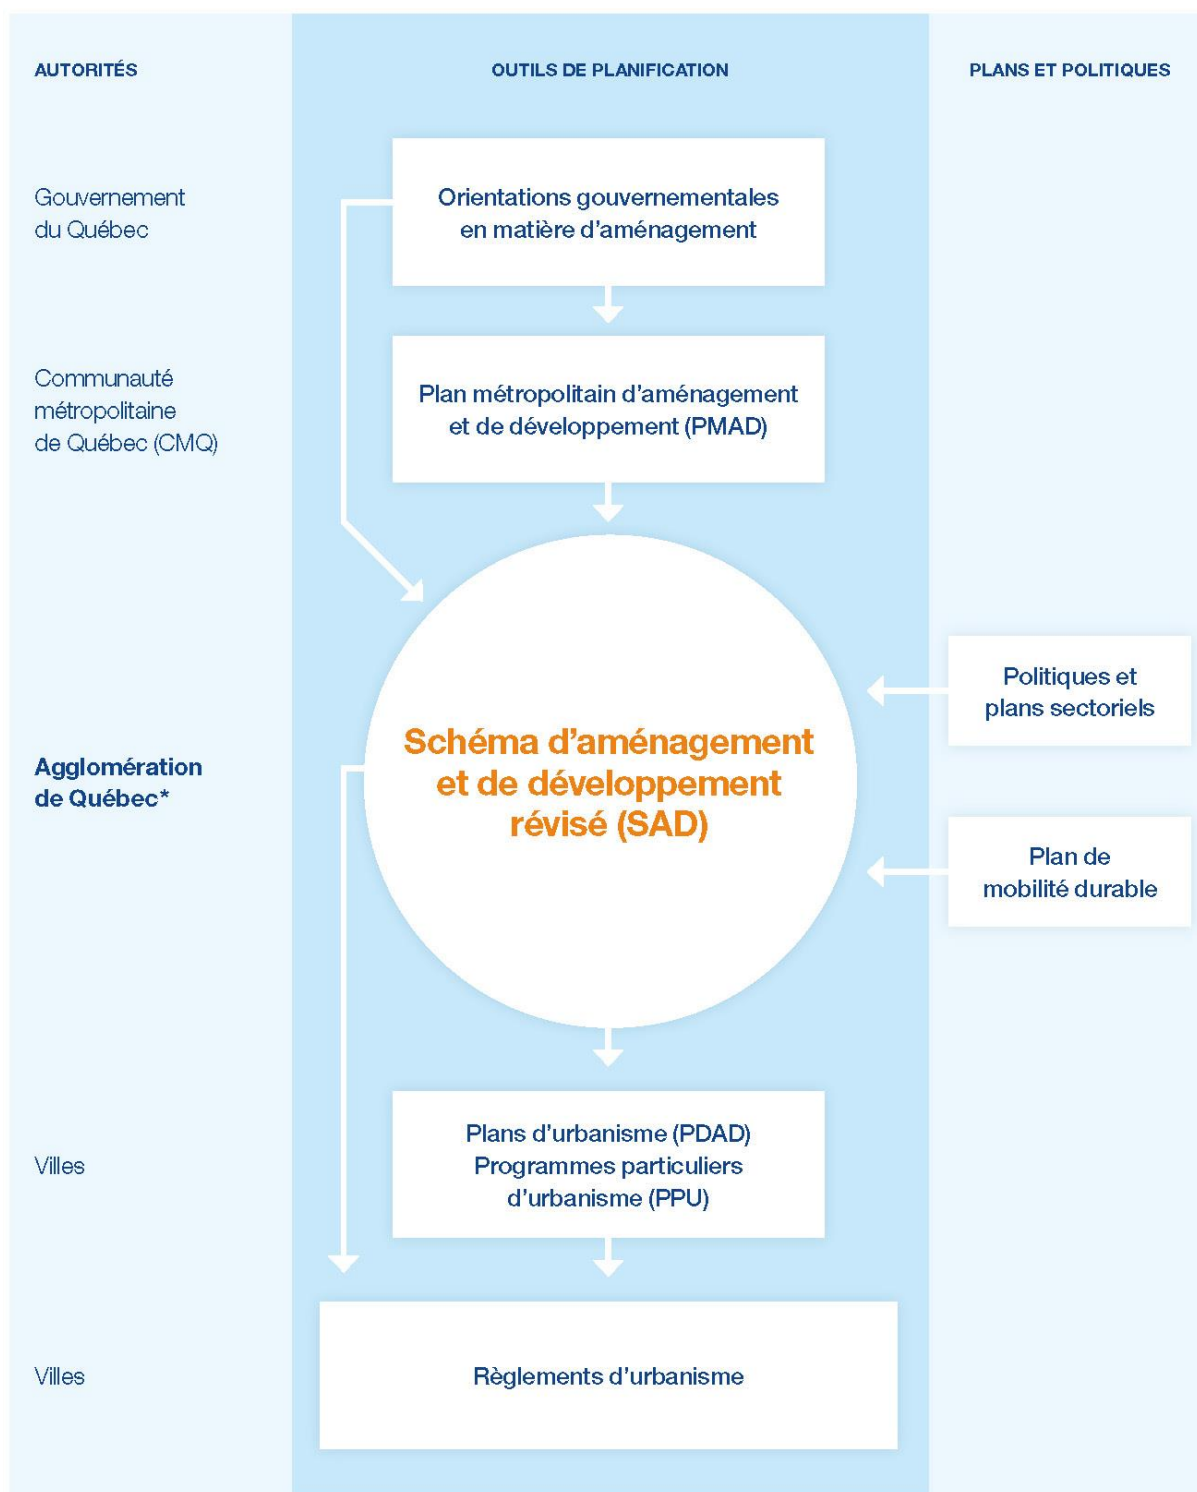 AUTORITÉS
OUTILS DE PLANIFICATION
PLANS ET POLITIQUES
Gouvernement
du Québec
Orientations gouvernementales
en matière d'aménagement
Communauté
métropolitaine
de Québec (CMQ)
Plan métropolitain d'aménagement
et de développement (PMAD)
Agglomération
de Québec*
Schéma d'aménagement
et de développement
révisé (SAD)
Politiques et
plans sectoriels
Plan de
mobilité durable
Villes
Plans d'urbanisme (PDAD)
Programmes particuliers
d'urbanisme (PPU)
Villes
Règlements d'urbanisme